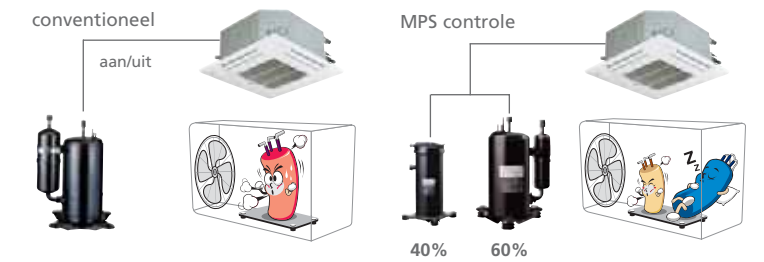 conventioneel
aan/uit
MPS controle
Z Z Z
40%
60%